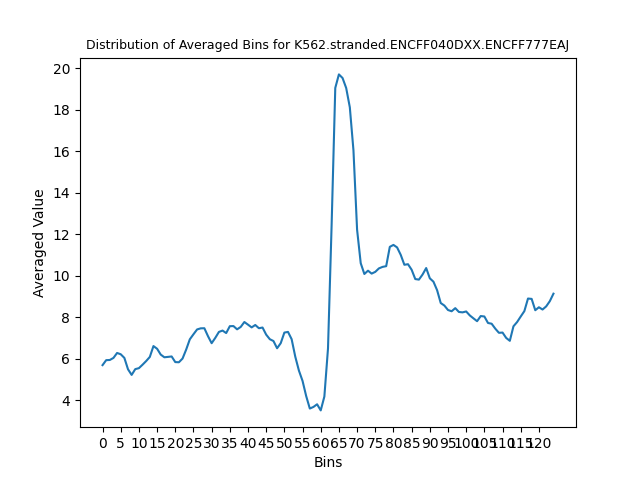 Distribution of Averaged Bins for K562.stranded.ENCFF040DXX.ENCFF777EAJ
20
18
16
14
12
10
8
6
4
Averaged Value
0 5 10 15 20 25 30 35 40 45 50 55 60 65 70 75 80 85 90 95 100 105 110 115 120
Bins